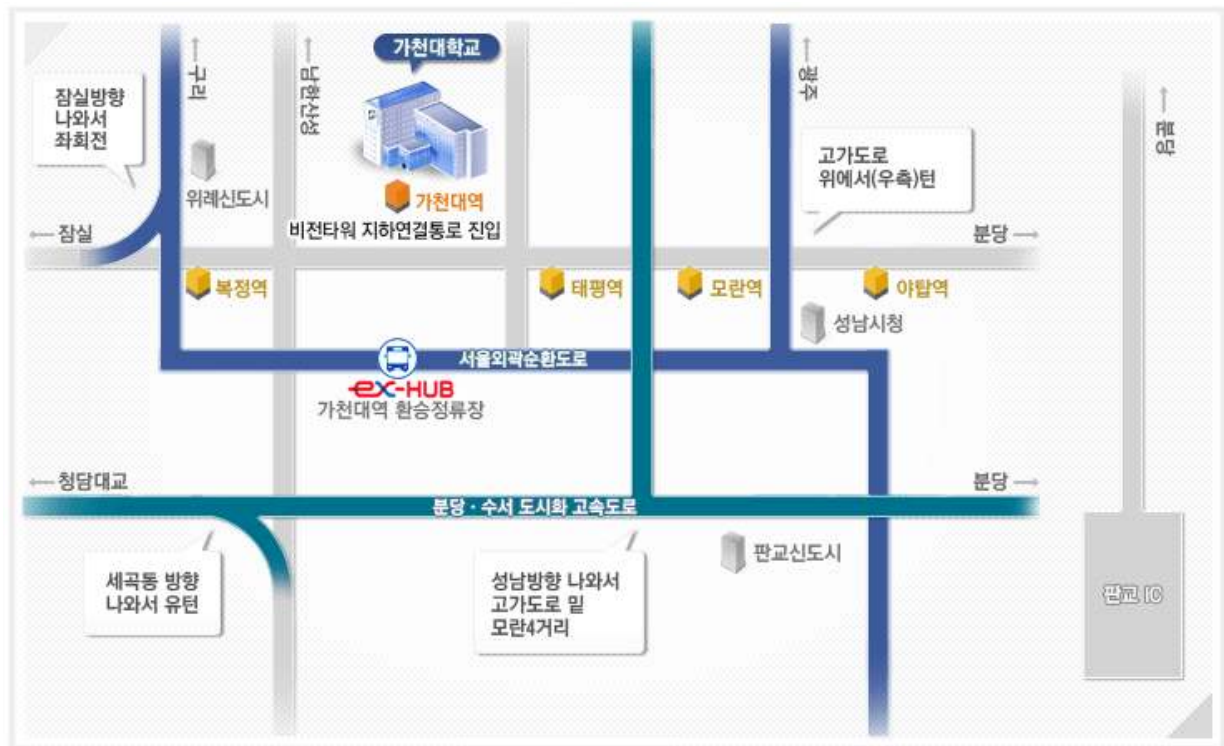 가천대학교
구리
남한산성
광주
분당
잠실방향
나와서
좌회전
위례신도시
가천대역
비전타워 지하연결통로 진입
고가도로
위에서(우측)턴
잠실
분당
복정역
태평역
모란역
야탑역
성남시청
서울외곽순환도로
ex-HUB
가천대역 환승정류장
청담대교
분당
분당·수서 도시화 고속도로
세곡동 방향
나와서 유턴
성남방향 나와서
고가도로 밑
모란4거리
판교신도시
판교 IC